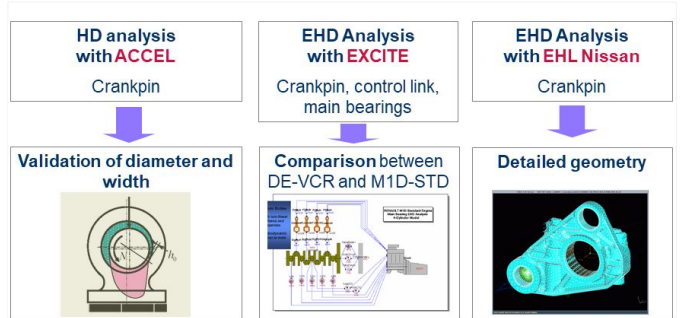 HD analysis
with ACCEL
Crankpin
Validation of diameter and
width
h₀
EHD Analysis
with EXCITE
Crankpin, control link,
main bearings
Comparison between
DE-VCR and M1D-STD
EHD Analysis
with EHL Nissan
Crankpin
Detailed geometry